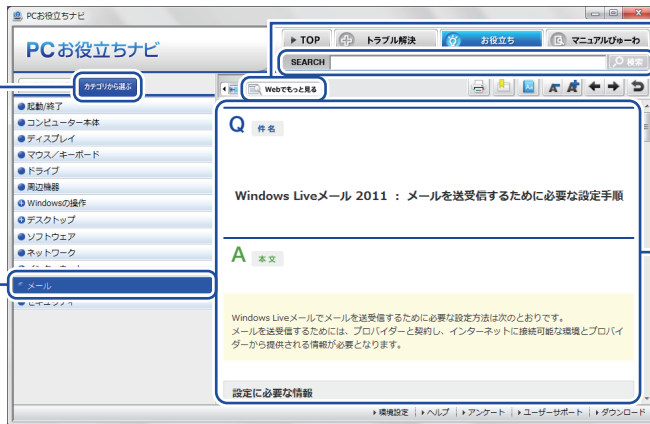 PCお役立ちナビ
PCお役立ちナビ
TOP
トラブル解決
お役立ち
マニュアルびゅーわ
SEARCH
検索
カテゴリから選ぶ
Webでもっと見る
起動/終了
コンピューター本体
ディスプレイ
マウス／キーボード
ドライブ
周辺機器
Windowsの操作
デスクトップ
ソフトウェア
ネットワーク
メール
セキュリティ
Q 件名
Windows Liveメール 2011 ： メールを送受信するために必要な設定手順
A 本文
Windows Liveメールでメールを送受信するために必要な設定方法は次のとおりです。
メールを送受信するためには、プロバイダーと契約し、インターネットに接続可能な環境とプロバイ
ダーから提供される情報が必要となります。
設定に必要な情報
環境設定 ヘルプ アンケート ユーザーサポート ダウンロード